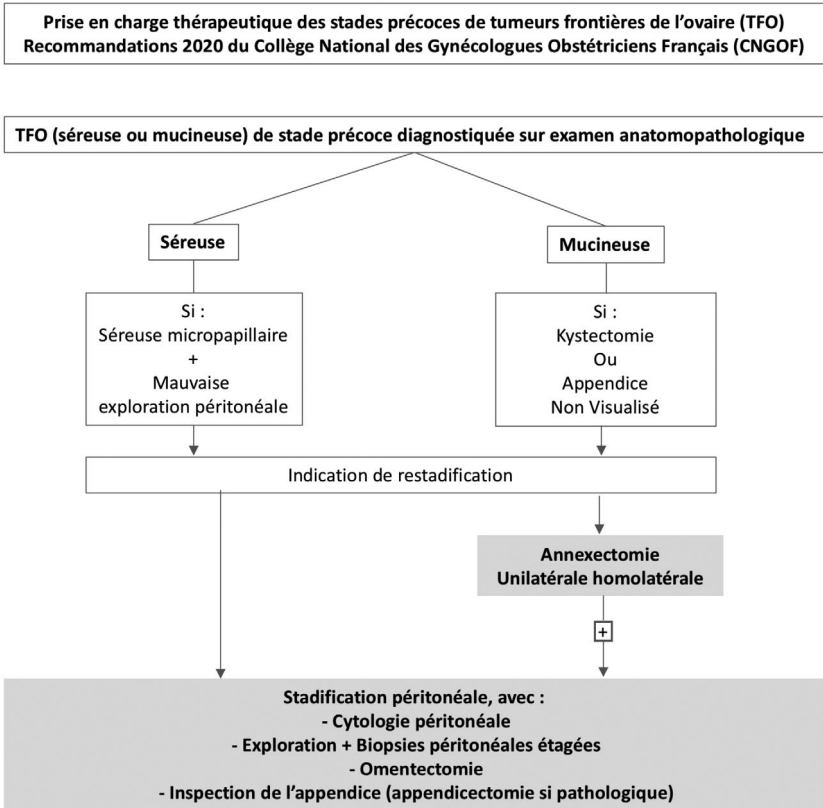 Prise en charge thérapeutique des stades précoces de tumeurs frontières de l’ovaire (TFO)
Recommandations 2020 du Collège National des Gynécologues Obstétriciens Français (CNGOF)
TFO (séreuse ou mucineuse) de stade précoce diagnostiquée sur examen anatomopathologique
Séreuse
Si :
Séreuse micropapillaire
+
Mauvaise
exploration péritonéale
Mucineuse
Si :
Kystectomie
Ou
Appendice
Non Visualisé
Indication de restadification
Annexectomie
Unilatérale homolatérale
+
Stadification péritonéale, avec :
- Cytologie péritonéale
- Exploration + Biopsies péritonéales étagées
- Omentectomie
- Inspection de l’appendice (appendicectomie si pathologique)